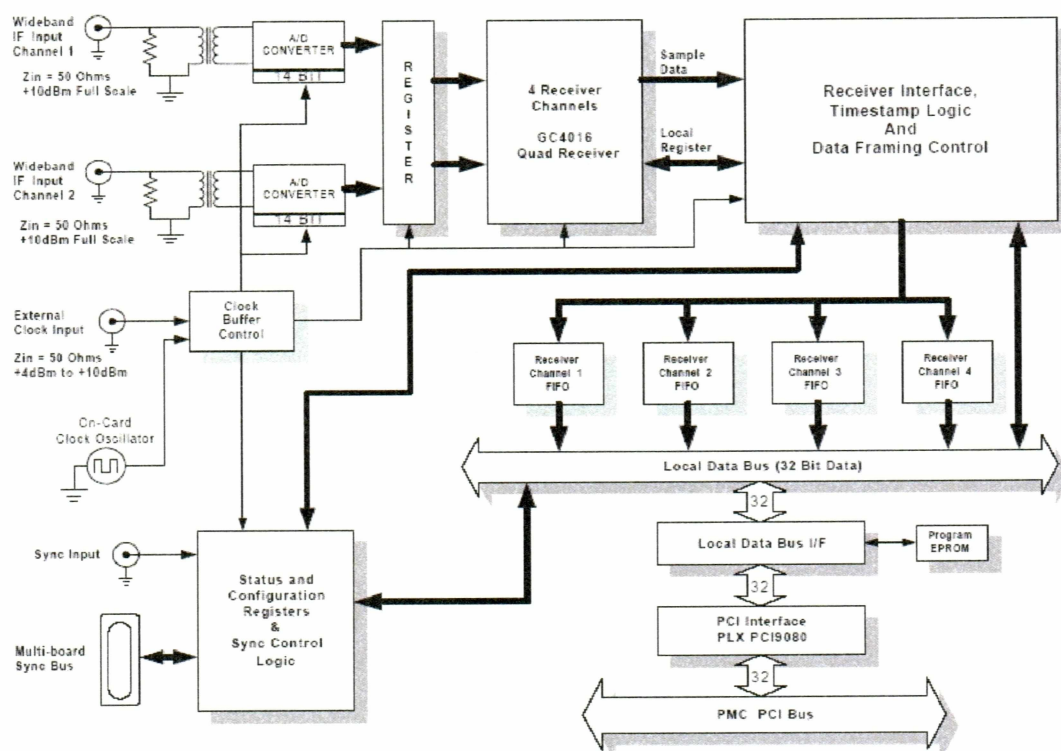 Wideband
IF Input
Channel 1
Zin = 50 Ohms
+10dBm Full Scale
A/D
CONVERTER
14 BIT
REGISTER
4 Receiver
Channels
GC4016
Quad Receiver
Sample
Data
Local
Register
Receiver Interface,
Timestamp Logic
And
Data Framing Control
Wideband
IF Input
Channel 2
Zin = 50 Ohms
+10dBm Full Scale
A/D
CONVERTER
14 BIT
External
Clock Input
Zin = 50 Ohms
+4dBm to +10dBm
Clock
Buffer
Control
Receiver
Channel 1
FIFO
Receiver
Channel 2
FIFO
Receiver
Channel 3
FIFO
Receiver
Channel 4
FIFO
On-Card
Clock Oscillator
Local Data Bus (32 Bit Data)
32
Local Data Bus I/F
Program
EPROM
32
PCI Interface
PLX PCI9080
32
PMC PCI Bus
Sync Input
Status and
Configuration
Registers
&
Sync Control
Logic
Multi-board
Sync Bus